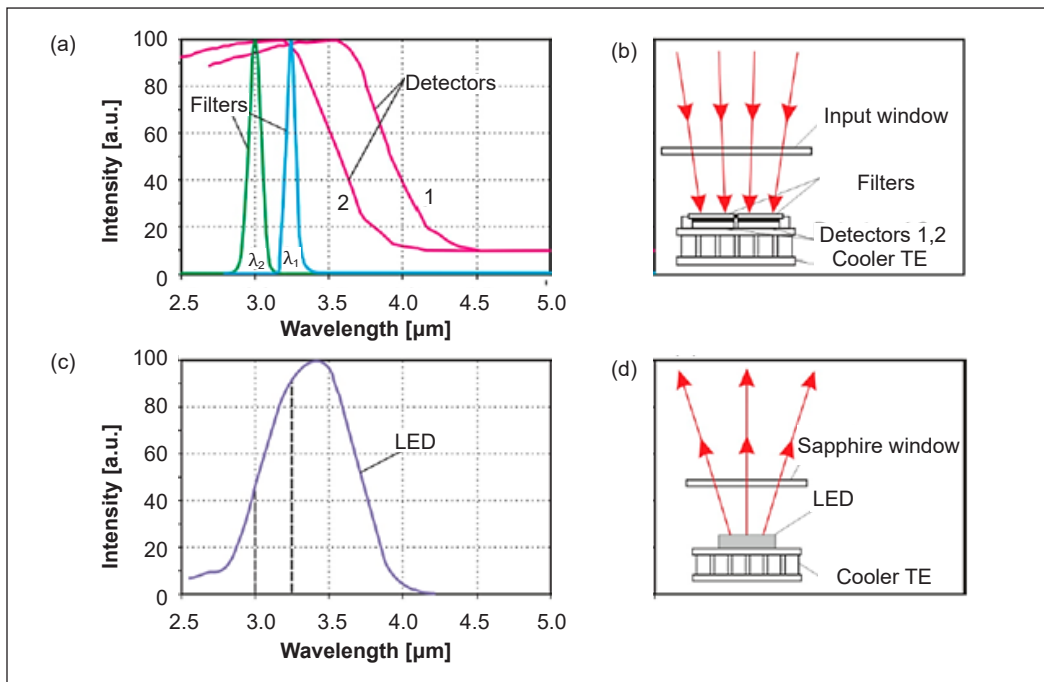 (a)
100
80
60
40
20
0
Intensity [a.u.]
Filters
Detectors
2
1
λ2
λ1
2.5 3.0 3.5 4.0 4.5 5.0
Wavelength [µm]
(b)
Input window
Filters
Detectors 1,2
Cooler TE
(c)
100
80
60
40
20
0
Intensity [a.u.]
LED
2.5 3.0 3.5 4.0 4.5 5.0
Wavelength [µm]
(d)
Sapphire window
LED
Cooler TE